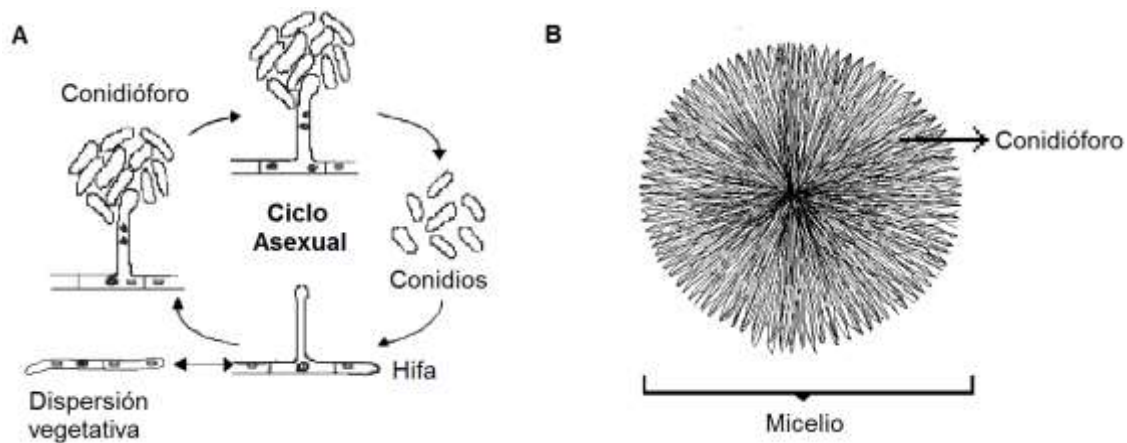 A
Conidióforo
Ciclo
Asexual
Conidios
Hifa
Dispersión
vegetativa
B
Conidióforo
Micelio